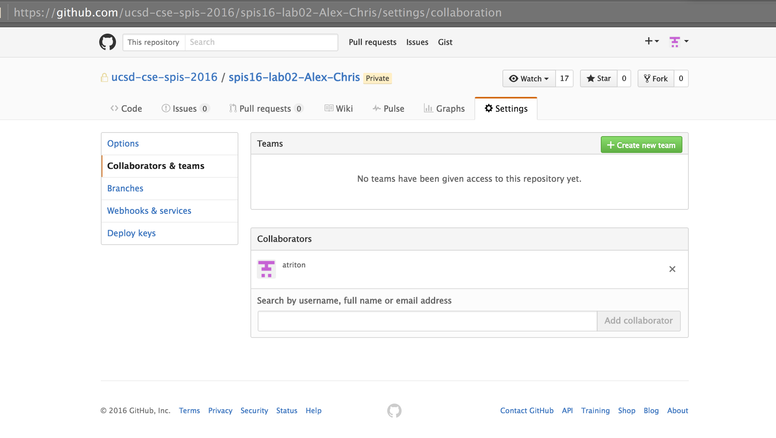 https://github.com/ucsd-cse-spis-2016/spis16-lab02-Alex-Chris/settings/collaboration
This repository Search Pull requests Issues Gist
ucsd-cse-spis-2016 / spis16-lab02-Alex-Chris Private Watch 17 Star 0 Fork 0
Code Issues 0 Pull requests 0 Wiki Pulse Graphs Settings
Options
Collaborators & teams
Branches
Webhooks & services
Deploy keys
Teams Create new team
No teams have been given access to this repository yet.
Collaborators
atriton
Search by username, full name or email address
Add collaborator
© 2016 GitHub, Inc. Terms Privacy Security Status Help Contact GitHub API Training Shop Blog About